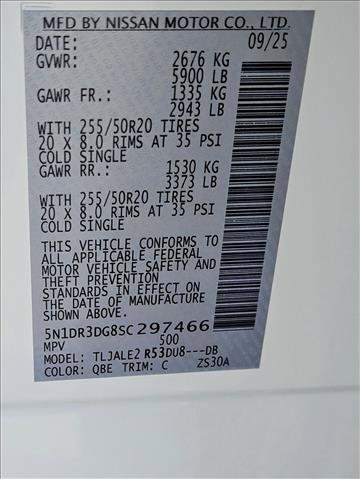 MFD BY NISSAN MOTOR CO., LTD.
DATE: 09/25
GVWR: 2676 KG
5900 LB
GAWR FR.: 1335 KG
2943 LB
WITH 255/50R20 TIRES
20 X 8.0 RIMS AT 35 PSI
COLD SINGLE
GAWR RR.: 1530 KG
3373 LB
WITH 255/50R20 TIRES
20 X 8.0 RIMS AT 35 PSI
COLD SINGLE
THIS VEHICLE CONFORMS TO
ALL APPLICABLE FEDERAL
MOTOR VEHICLE SAFETY AND
THEFT PREVENTION
STANDARDS IN EFFECT ON
THE DATE OF MANUFACTURE
SHOWN ABOVE.
5N1DR3DG8SC297466
MPV 500
MODEL: TLJALE2 R53DU8---DB
COLOR: QBE TRIM: C ZS30A